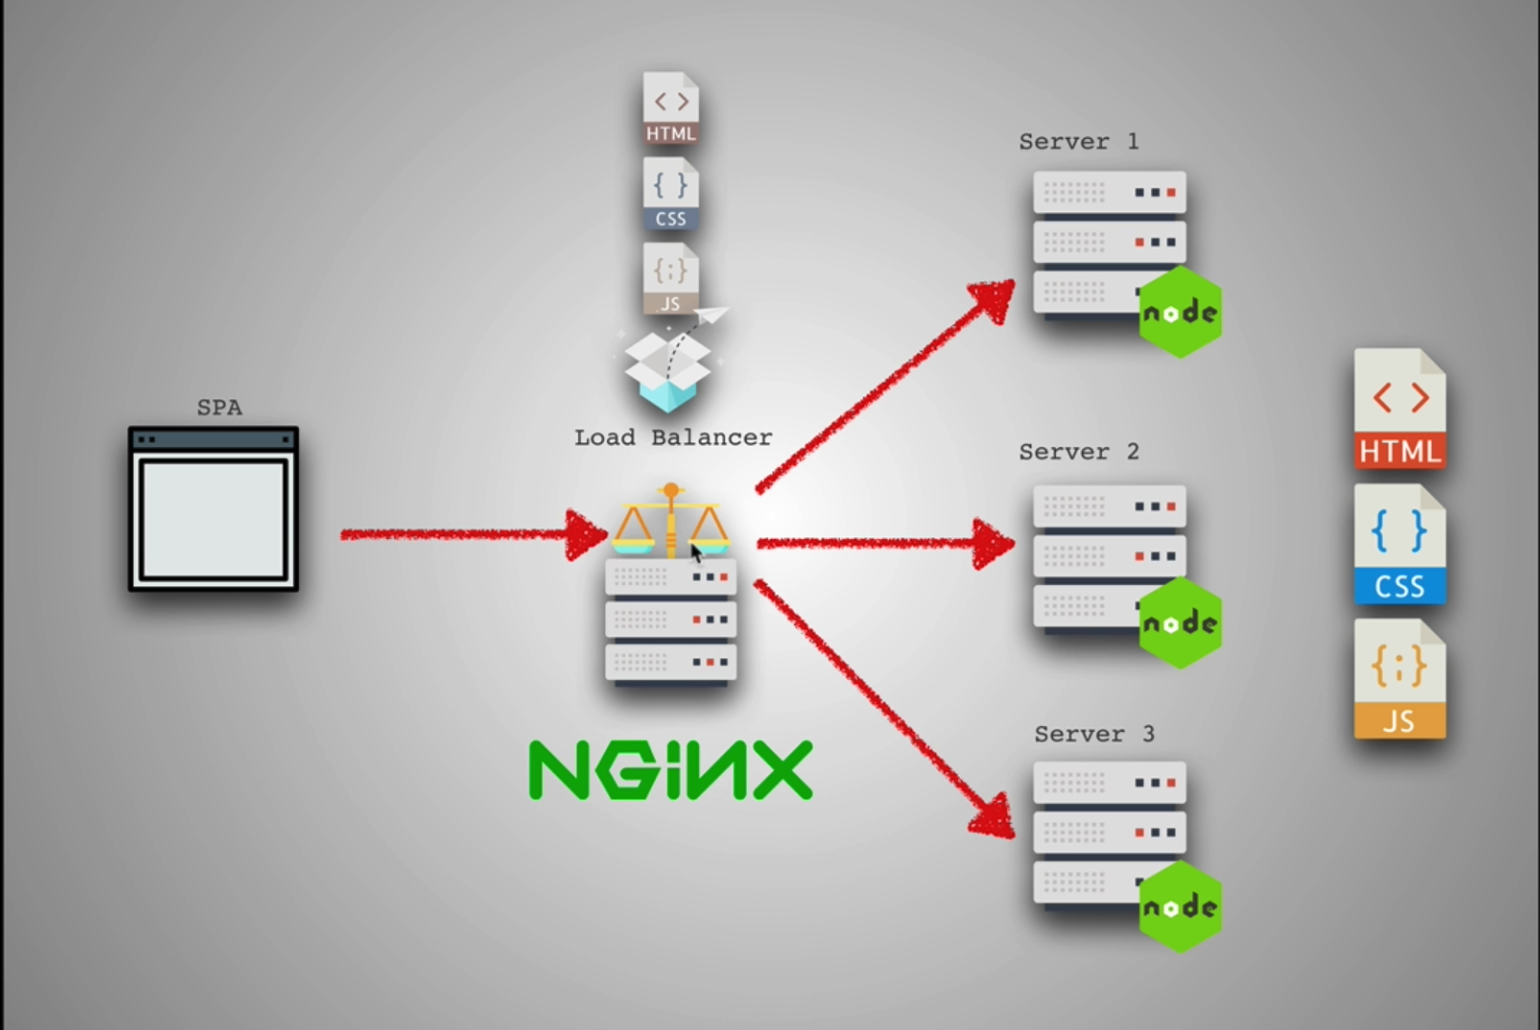 HTML
CSS
JS
Load Balancer
SPA
NGiNX
Server 1
node
Server 2
node
Server 3
node
HTML
CSS
JS